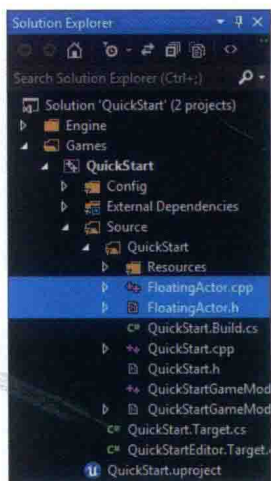 Solution Explorer
Search Solution Explorer (Ctrl+;)
Solution 'QuickStart' (2 projects)
Engine
Games
QuickStart
Config
External Dependencies
Source
QuickStart
Resources
FloatingActor.cpp
FloatingActor.h
C# QuickStart.Build.cs
++ QuickStart.cpp
QuickStart.h
++ QuickStartGameMod
QuickStartGameMod
C# QuickStart.Target.cs
C# QuickStartEditor.Target.
QuickStart.uproject